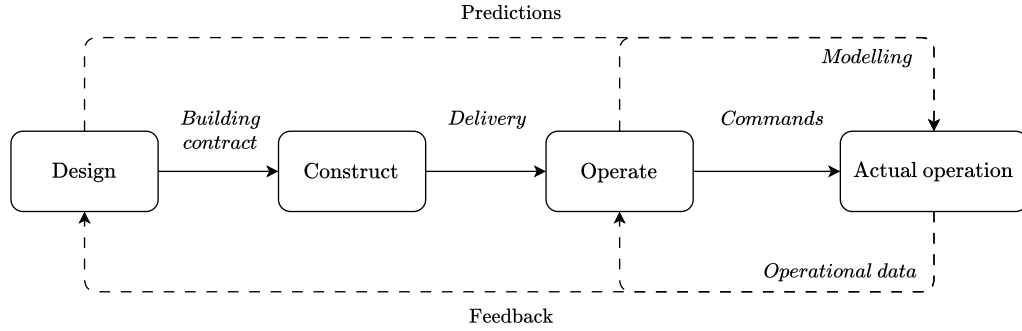 Predictions
Modelling
Building
contract
Delivery
Commands
Design
Construct
Operate
Actual operation
Operational data
Feedback